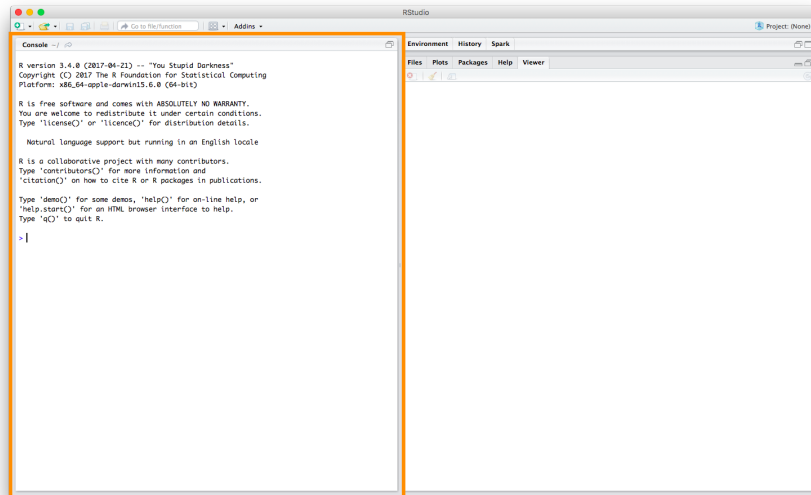 RStudio
Go to file/function
Addins
Project: (None)
Console ~/
R version 3.4.0 (2017-04-21) -- "You Stupid Darkness"
Copyright (C) 2017 The R Foundation for Statistical Computing
Platform: x86_64-apple-darwin15.6.0 (64-bit)
R is free software and comes with ABSOLUTELY NO WARRANTY.
You are welcome to redistribute it under certain conditions.
Type 'license()' or 'licence()' for distribution details.
Natural language support but running in an English locale
R is a collaborative project with many contributors.
Type 'contributors()' for more information and
'citation()' on how to cite R or R packages in publications.
Type 'demo()' for some demos, 'help()' for on-line help, or
'help.start()' for an HTML browser interface to help.
Type 'q()' to quit R.
>
Environment History Spark
Files Plots Packages Help Viewer